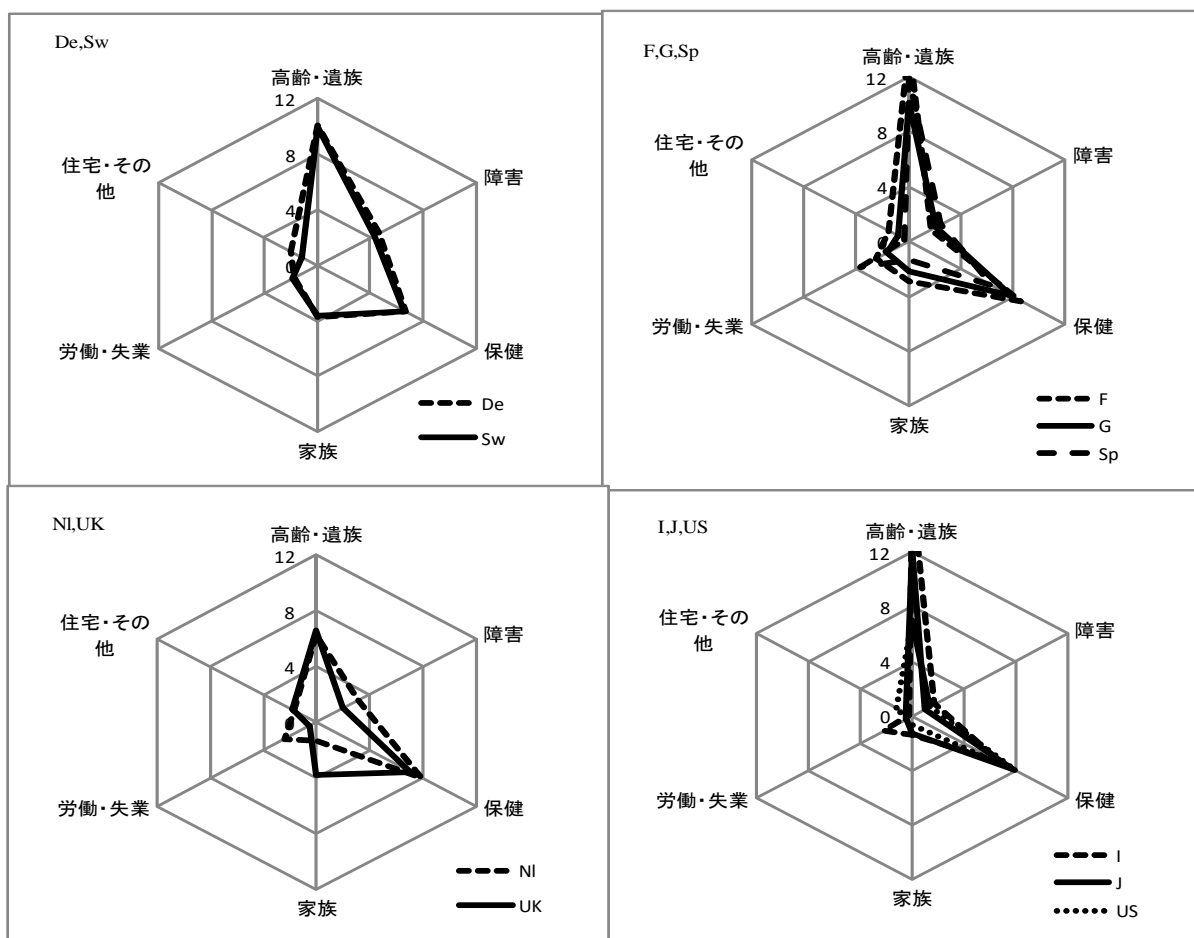 De,Sw
高齢・遺族
12
住宅・その
他
8
障害
4
0
労働・失業
保健
De
Sw
家族
F,G,Sp
高齢・遺族
12
住宅・その
他
8
障害
4
0
労働・失業
保健
F
家族
G
Sp
Nl,UK
高齢・遺族
12
住宅・その
他
8
障害
4
0
労働・失業
保健
Nl
家族
UK
I,J,US
高齢・遺族
12
住宅・その
他
8
障害
4
0
労働・失業
保健
I
J
家族
US